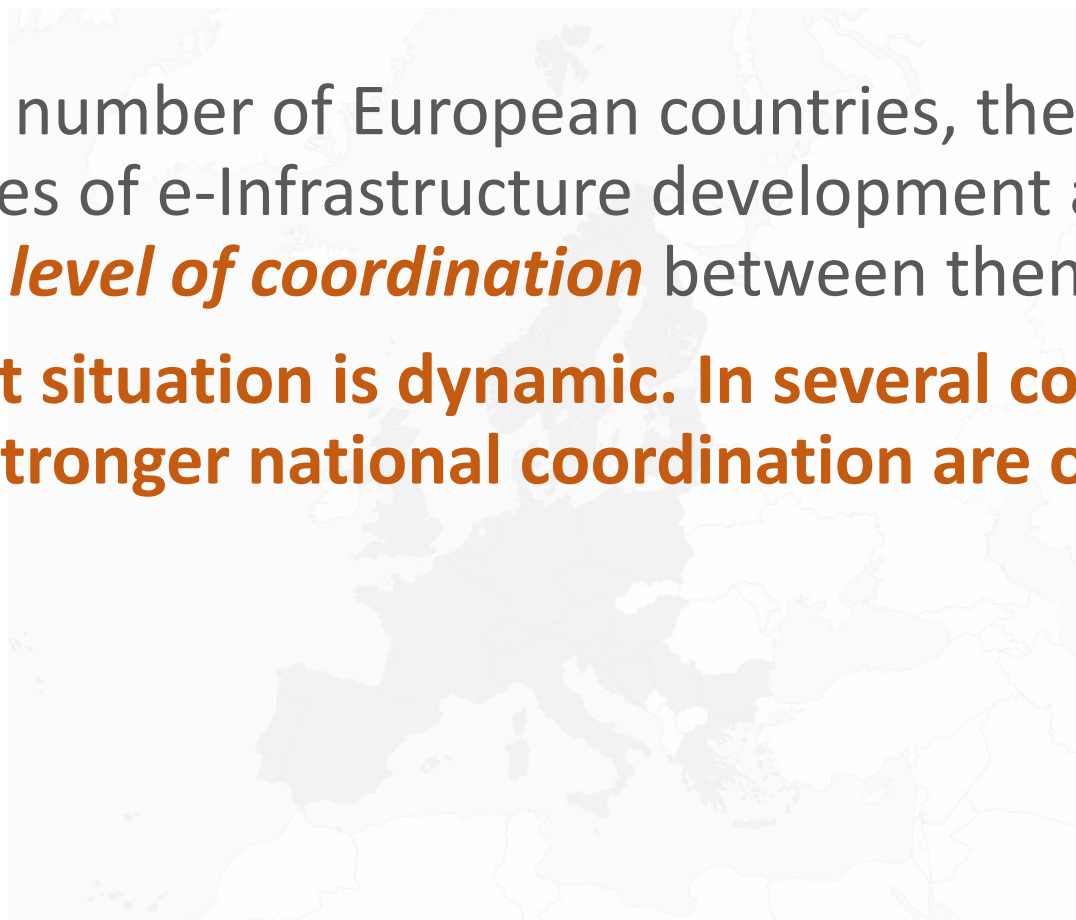 number of European countries, the
es of e-Infrastructure development a
level of coordination between them
t situation is dynamic. In several co
tronger national coordination are o